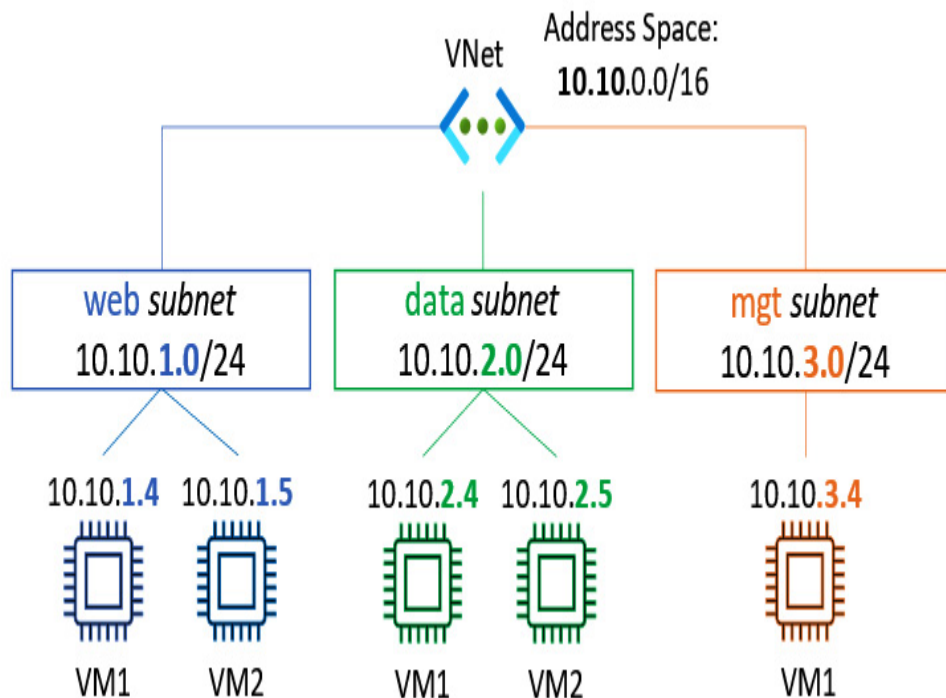 VNet
Address Space:
10.10.0.0/16
web subnet
10.10.1.0/24
data subnet
10.10.2.0/24
mgt subnet
10.10.3.0/24
10.10.1.4
10.10.1.5
10.10.2.4
10.10.2.5
10.10.3.4
VM1
VM2
VM1
VM2
VM1